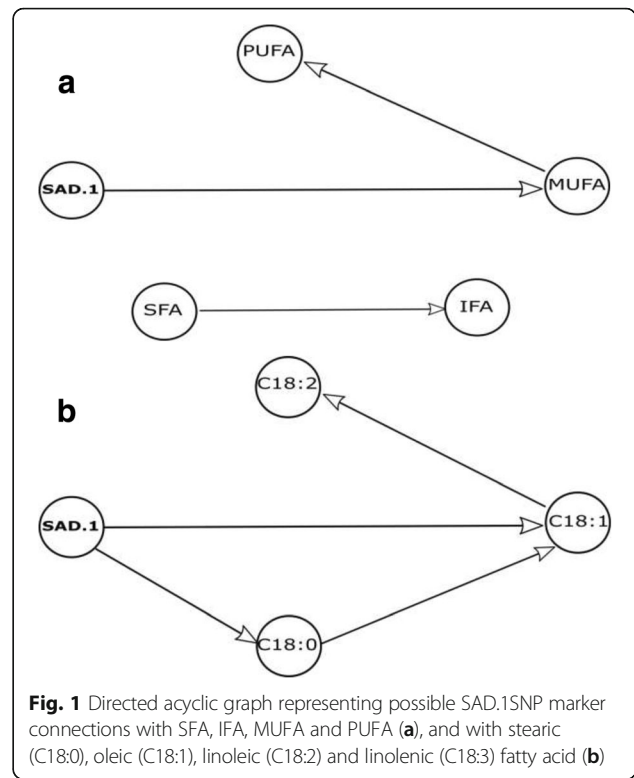 PUFA
a
SAD.1
MUFA
SFA
IFA
C18:2
b
SAD.1
C18:1
C18:0
Fig. 1 Directed acyclic graph representing possible SAD.1SNP marker
connections with SFA, IFA, MUFA and PUFA (a), and with stearic
(C18:0), oleic (C18:1), linoleic (C18:2) and linolenic (C18:3) fatty acid (b)